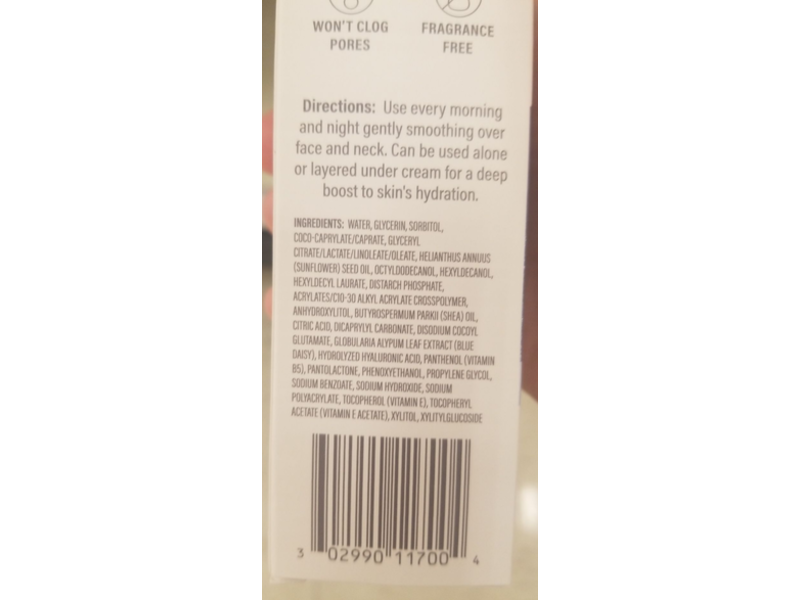 WON'T CLOG
PORES
FRAGRANCE
FREE
Directions: Use every morning
and night gently smoothing over
face and neck. Can be used alone
or layered under cream for a deep
boost to skin's hydration.
INGREDIENTS: WATER, GLYCERIN, SORBITOL,
COCO-CAPRYLATE/CAPRATE, GLYCERYL
CITRATE/LACTATE/LINOLEATE/OLEATE, HELIANTHUS ANNUUS
(SUNFLOWER) SEED OIL, OCTYLDODECANOL, HEXYLDECANOL,
HEXYLDECYL LAURATE, DISTARCH PHOSPHATE,
ACRYLATES/C10-30 ALKYL ACRYLATE CROSSPOLYMER,
ANHYDROXYLITOL, BUTYROSPERMUM PARKII (SHEA) OIL,
CITRIC ACID, DICAPRYLYL CARBONATE, DISODIUM COCOYL
GLUTAMATE, GLOBULARIA ALYPUM LEAF EXTRACT (BLUE
DAISY), HYDROLYZED HYALURONIC ACID, PANTHENOL (VITAMIN
B5), PANTOLACTONE, PHENOXYETHANOL, PROPYLENE GLYCOL,
SODIUM BENZOATE, SODIUM HYDROXIDE, SODIUM
POLYACRYLATE, TOCOPHEROL (VITAMIN E), TOCOPHERYL
ACETATE (VITAMIN E ACETATE), XYLITOL, XYLITYLGLUCOSIDE
3 02990 11700 4